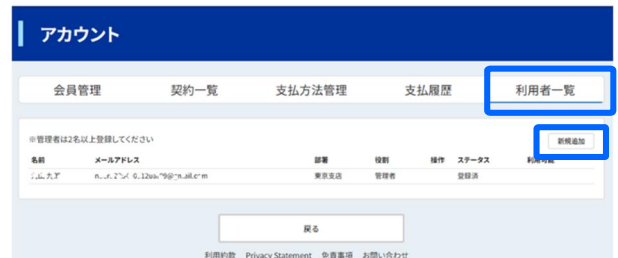 アカウント
会員管理 契約一覧 支払方法管理 支払履歴 利用者一覧
※管理者は2名以上登録してください 新規追加
名前 メールアドレス 部署 役割 操作 ステータス 利用可能
東京支店 管理者 登録済
戻る
利用約款 Privacy Statement 免責事項 お問い合わせ